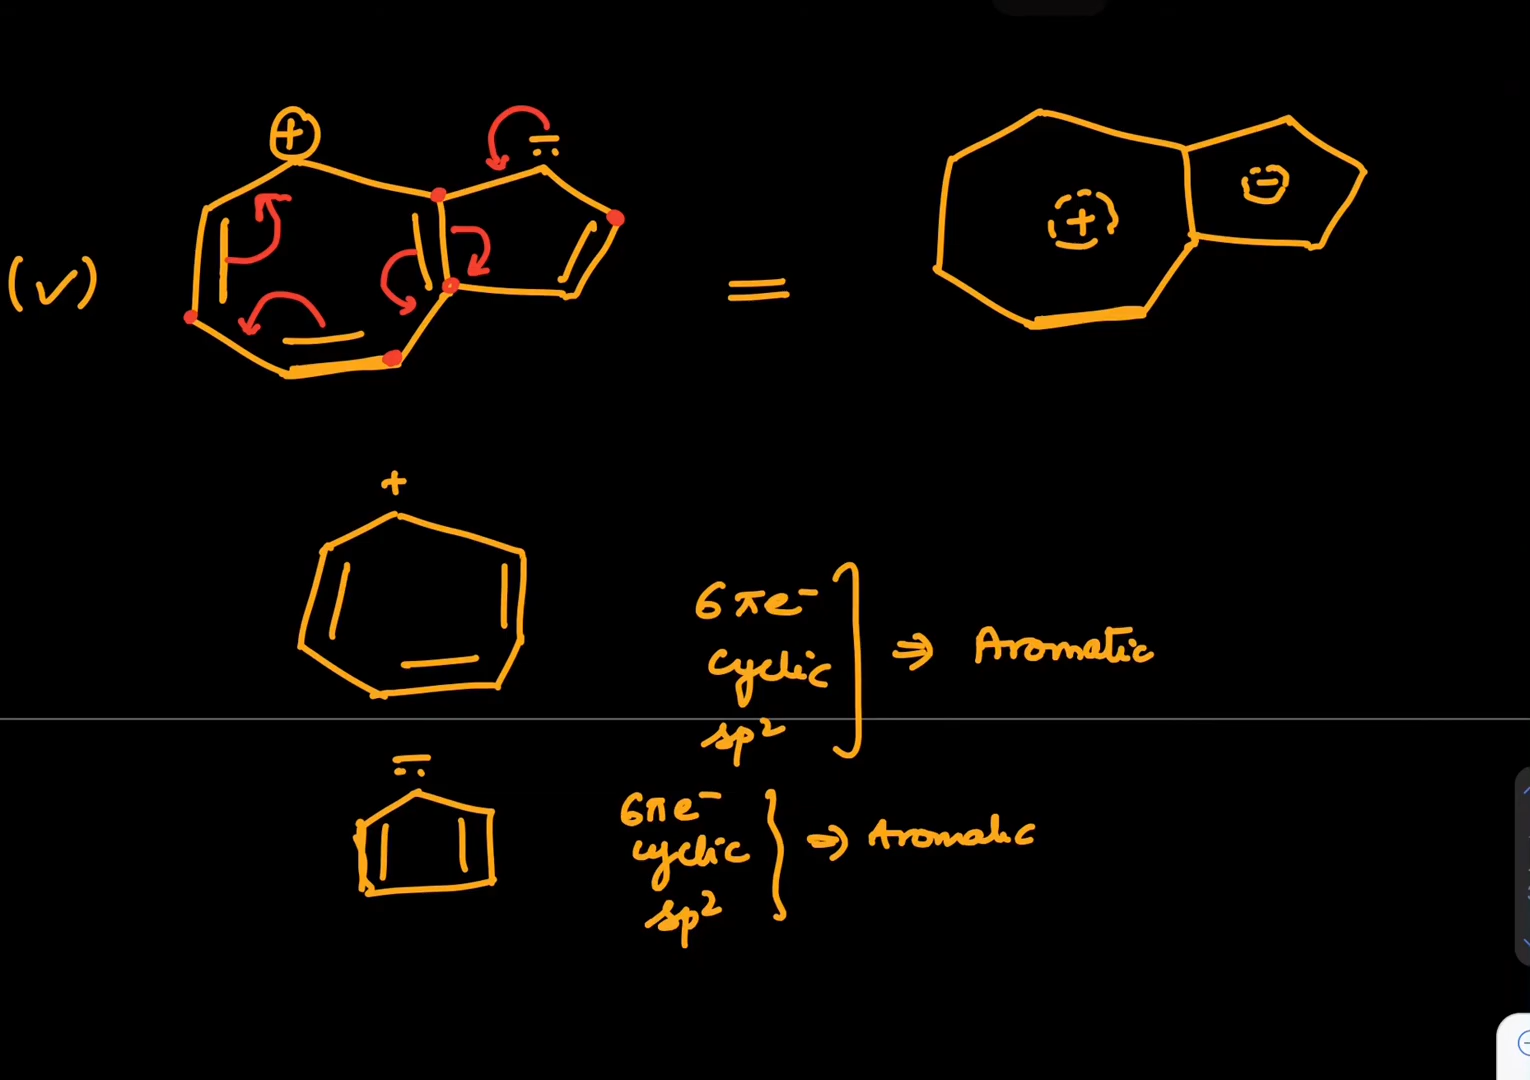 (v)
+
=
+
-
+
6πe⁻
cyclic
sp²
⇒ Aromatic
6πe⁻
cyclic
sp²
⇒ Aromatic